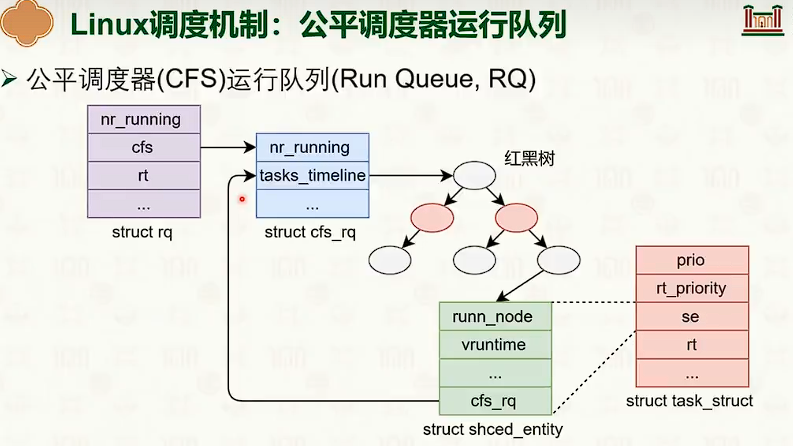 Linux调度机制：公平调度器运行队列
公平调度器(CFS)运行队列(Run Queue, RQ)
nr_running
cfs
rt
...
struct rq
nr_running
tasks_timeline
...
struct cfs_rq
红黑树
runn_node
vruntime
...
cfs_rq
struct shced_entity
prio
rt_priority
se
rt
...
struct task_struct